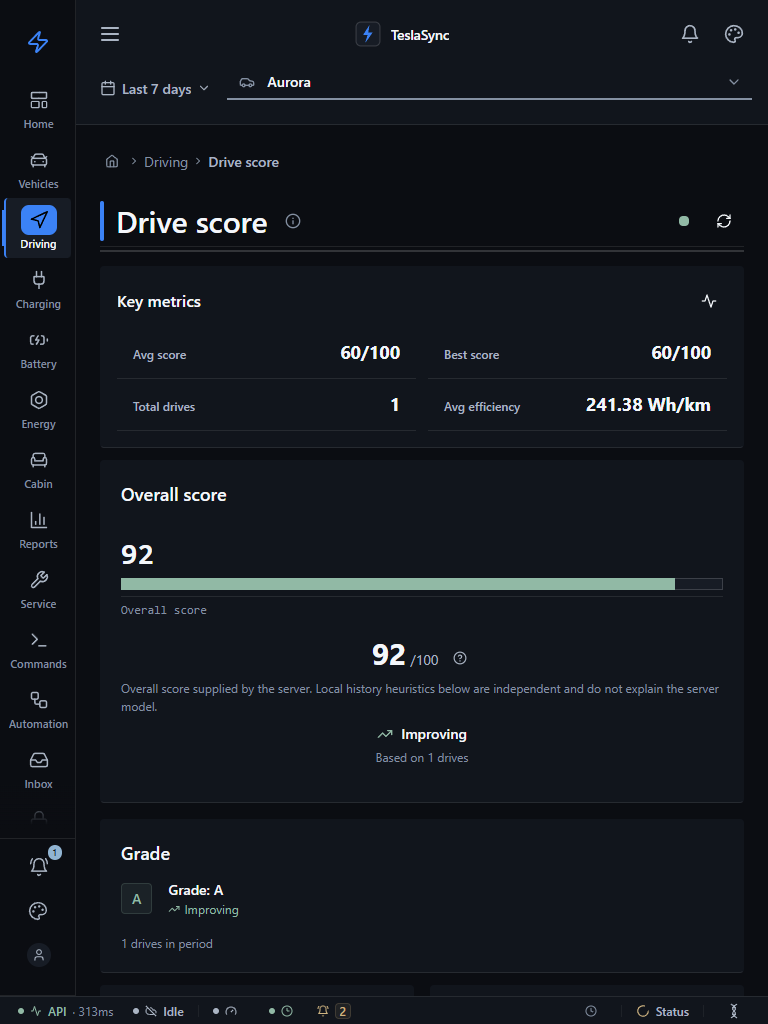 TeslaSync
Last 7 days
Aurora
Home
Vehicles
Driving
Charging
Battery
Energy
Cabin
Reports
Service
Commands
Automation
Inbox
1
Driving
Drive score
Drive score
Key metrics
Avg score
60/100
Best score
60/100
Total drives
1
Avg efficiency
241.38 Wh/km
Overall score
92
Overall score
92 /100
Overall score supplied by the server. Local history heuristics below are independent and do not explain the server
model.
Improving
Based on 1 drives
Grade
A
Grade: A
Improving
1 drives in period
API · 313ms
Idle
2
Status